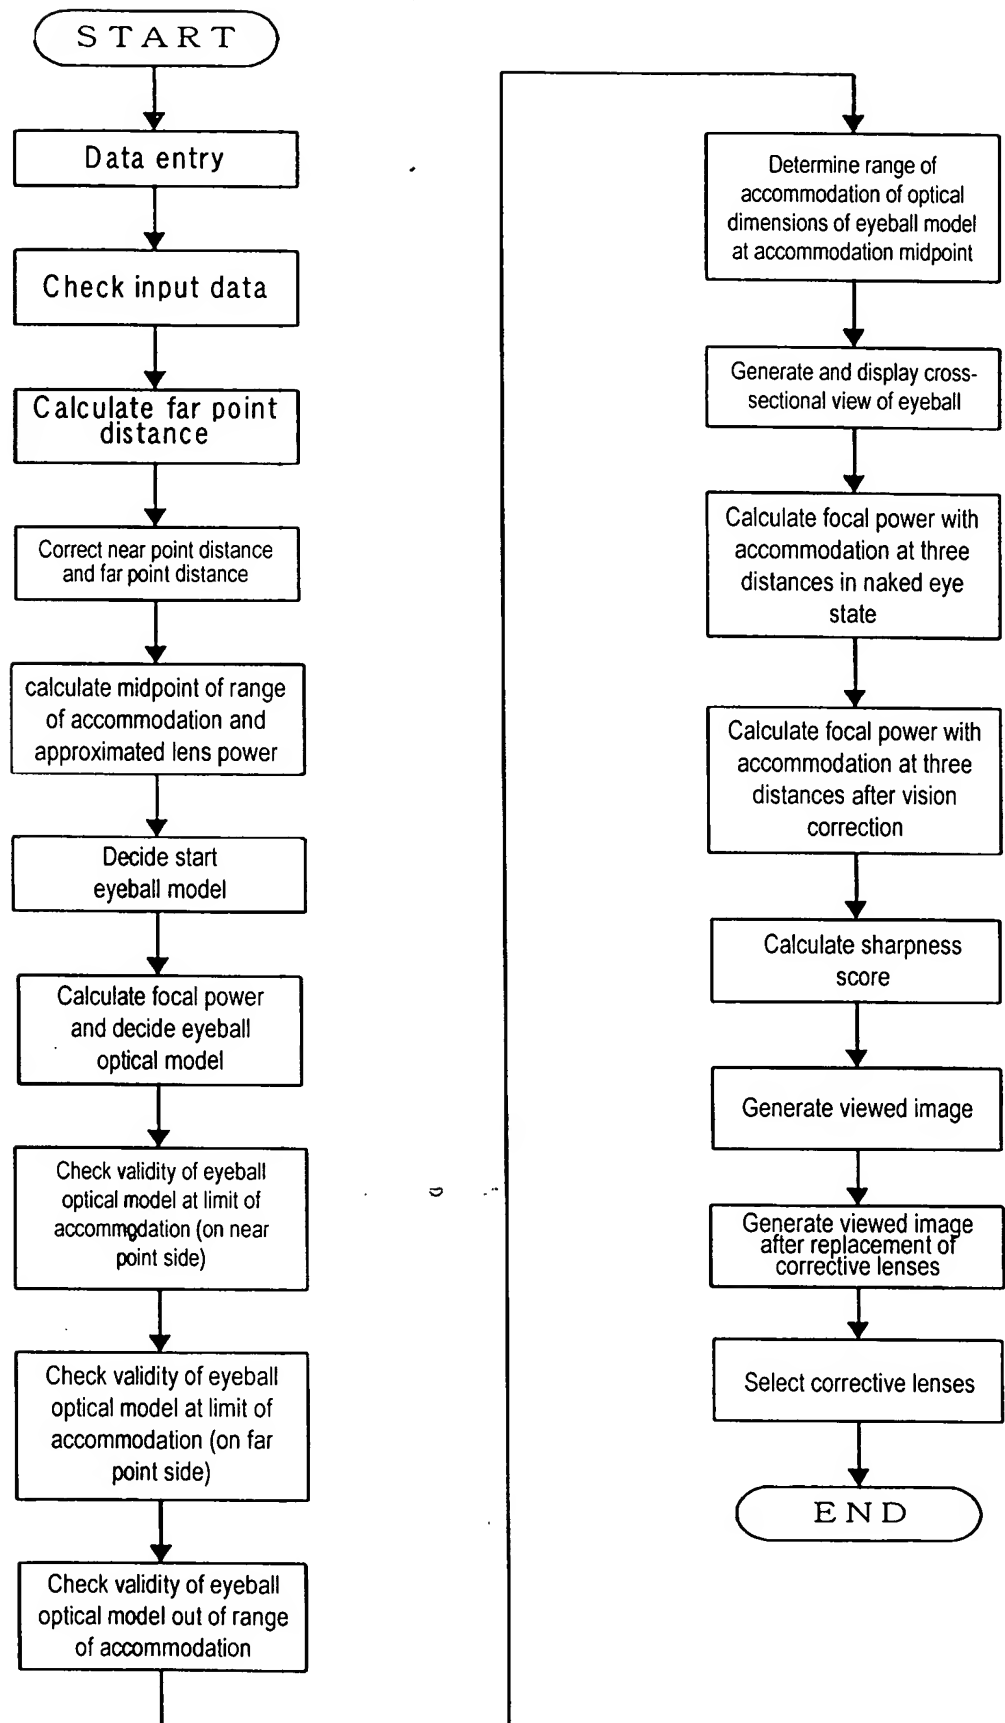 START
Data entry
Check input data
Calculate far point
distance
Correct near point distance
and far point distance
calculate midpoint of range
of accommodation and
approximated lens power
Decide start
eyeball model
Calculate focal power
and decide eyeball
optical model
Check validity of eyeball
optical model at limit of
accommodation (on near
point side)
Check validity of eyeball
optical model at limit of
accommodation (on far
point side)
Check validity of eyeball
optical model out of range
of accommodation
Determine range of
accommodation of optical
dimensions of eyeball model
at accommodation midpoint
Generate and display cross-
sectional view of eyeball
Calculate focal power with
accommodation at three
distances in naked eye
state
Calculate focal power with
accommodation at three
distances after vision
correction
Calculate sharpness
score
Generate viewed image
Generate viewed image
after replacement of
corrective lenses
Select corrective lenses
END